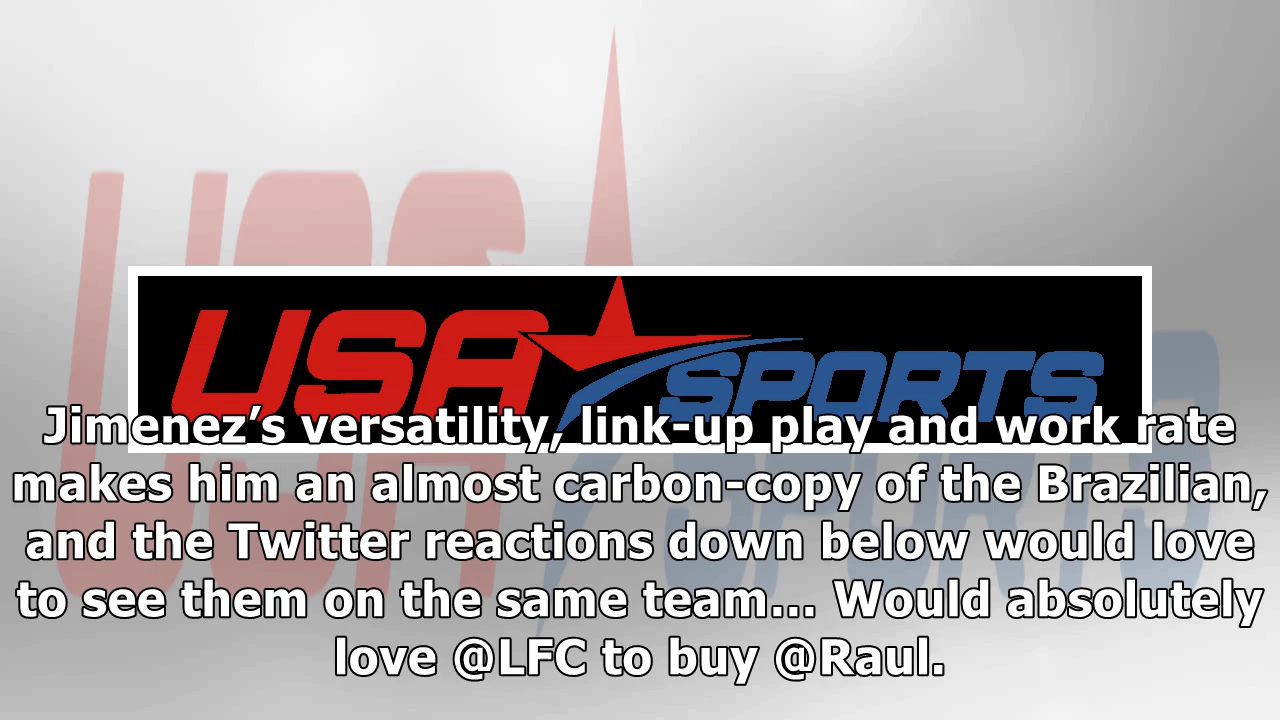 USA SPORTS
USA SPORTS
Jimenez’s versatility, link-up play and work rate
makes him an almost carbon-copy of the Brazilian,
and the Twitter reactions down below would love
to see them on the same team... Would absolutely
love @LFC to buy @Raul.